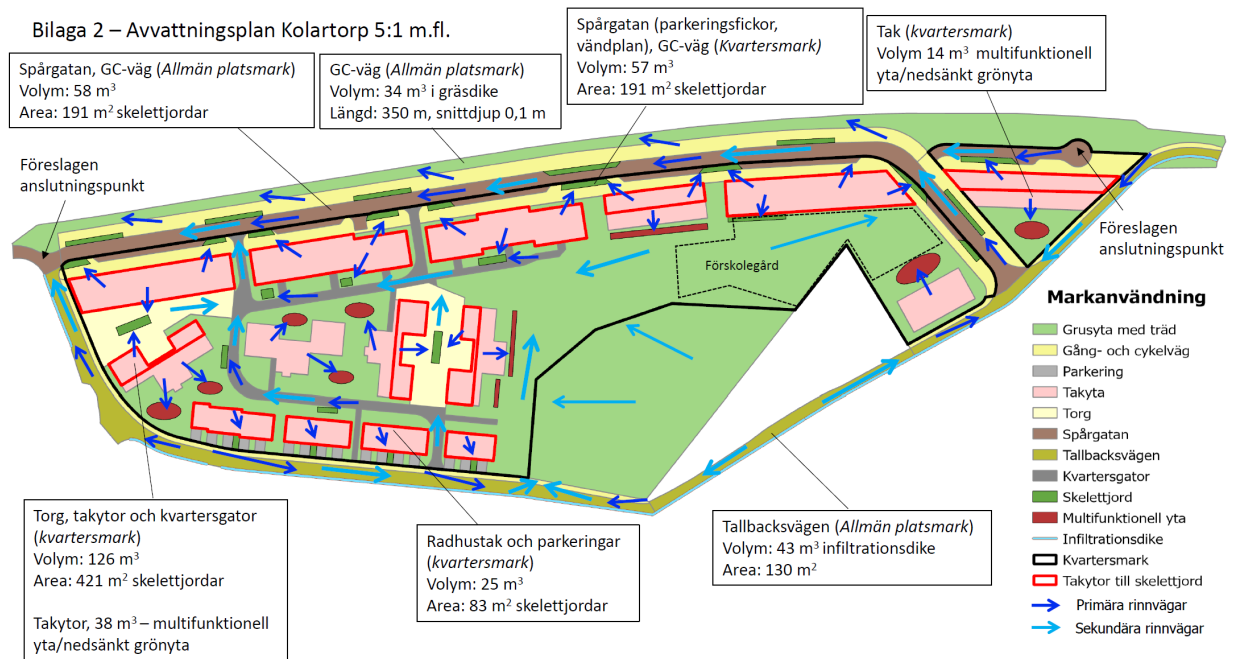 Bilaga 2 – Avvattningsplan Kolartorp 5:1 m.fl.
Spårgatan, GC-väg (Allmän platsmark)
Volym: 58 m³
Area: 191 m² skelettjordar
GC-väg (Allmän platsmark)
Volym: 34 m³ i gräsdike
Längd: 350 m, snittdjup 0,1 m
Spårgatan (parkeringsfickor,
vändplan), GC-väg (Kvartersmark)
Volym: 57 m³
Area: 191 m² skelettjordar
Tak (kvartersmark)
Volym 14 m³ multifunktionell
yta/nedsänkt grönyta
Föreslagen
anslutningspunkt
Föreslagen
anslutningspunkt
Förskolegård
Torg, takytor och kvartersgator
(kvartersmark)
Volym: 126 m³
Area: 421 m² skelettjordar
Takytor, 38 m³ – multifunktionell
yta/nedsänkt grönyta
Radhustak och parkeringar
(kvartersmark)
Volym: 25 m³
Area: 83 m² skelettjordar
Tallbacksvägen (Allmän platsmark)
Volym: 43 m³ infiltrationsdike
Area: 130 m²
Markanvändning
Grusyta med träd
Gång- och cykelväg
Parkering
Takyta
Torg
Spårgatan
Tallbacksvägen
Kvartersgator
Skelettjord
Multifunktionell yta
Infiltrationsdike
Kvartersmark
Takytor till skelettjord
Primära rinnvägar
Sekundära rinnvägar